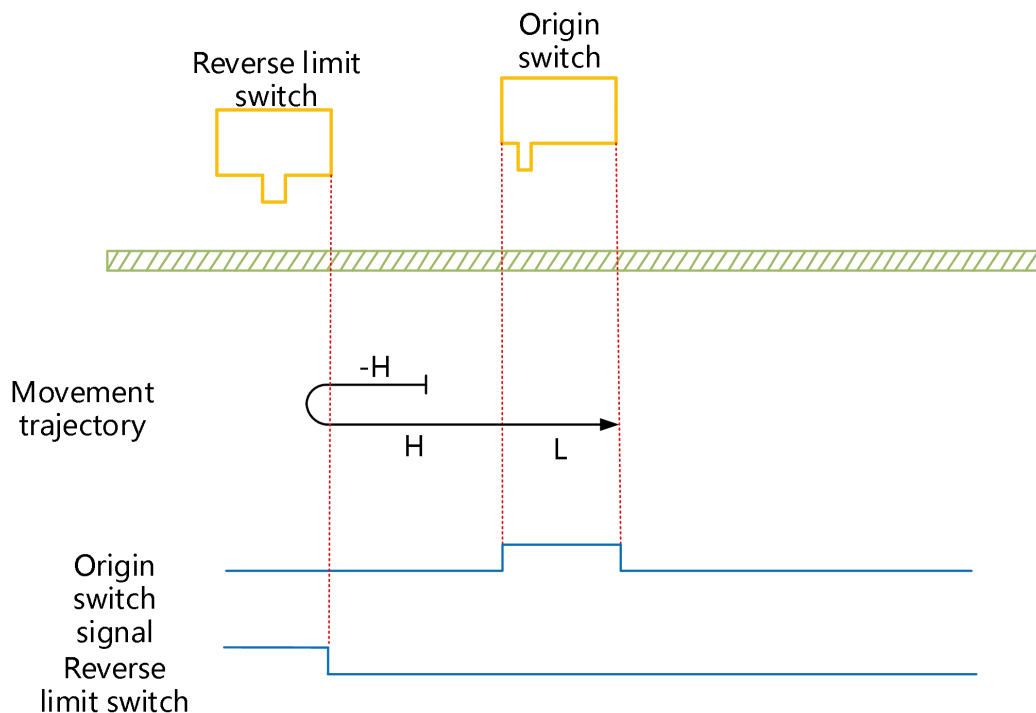 Origin
switch
Reverse limit
switch
-H
Movement
trajectory
H
L
Origin
switch
signal
Reverse
limit switch